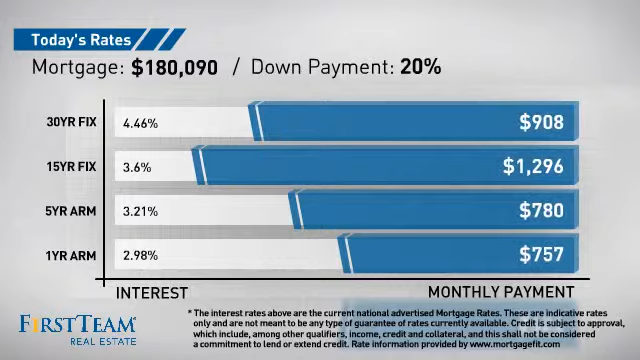 Today's Rates
Mortgage: $180,090 / Down Payment: 20%
30YR FIX 4.46% $908
15YR FIX 3.6% $1,296
5YR ARM 3.21% $780
1YR ARM 2.98% $757
INTEREST MONTHLY PAYMENT
* The interest rates above are the current national advertised Mortgage Rates. These are indicative rates
only and are not meant to be any type of guarantee of rates currently available. Credit is subject to approval,
which include, among other qualifiers, income, credit and collateral, and this shall not be considered
a commitment to lend or extend credit. Rate information provided by www.mortgagefit.com
FIRSTTEAM®
REAL ESTATE